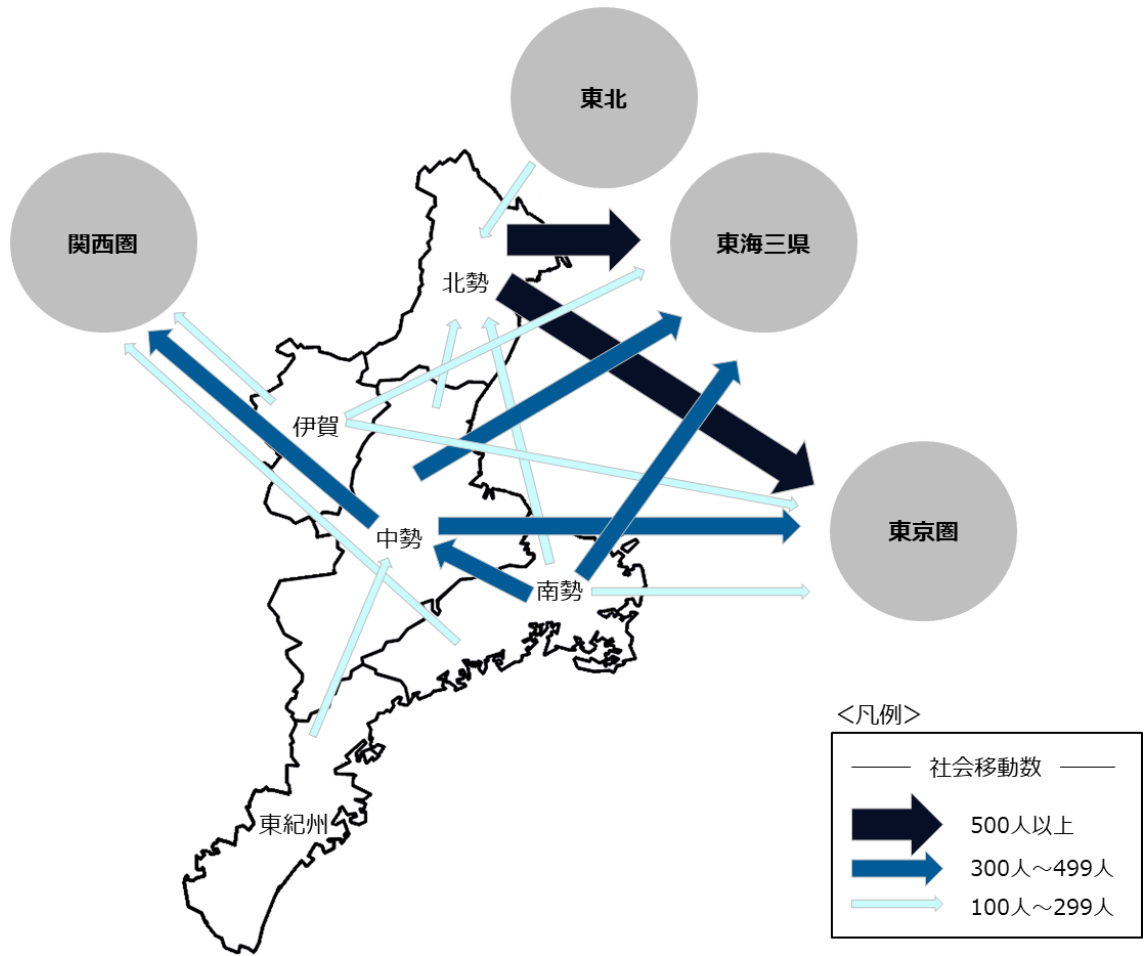 東北
関西圏
東海三県
北勢
伊賀
中勢
東京圏
南勢
東紀州
＜凡例＞
社会移動数
500人以上
300人～499人
100人～299人